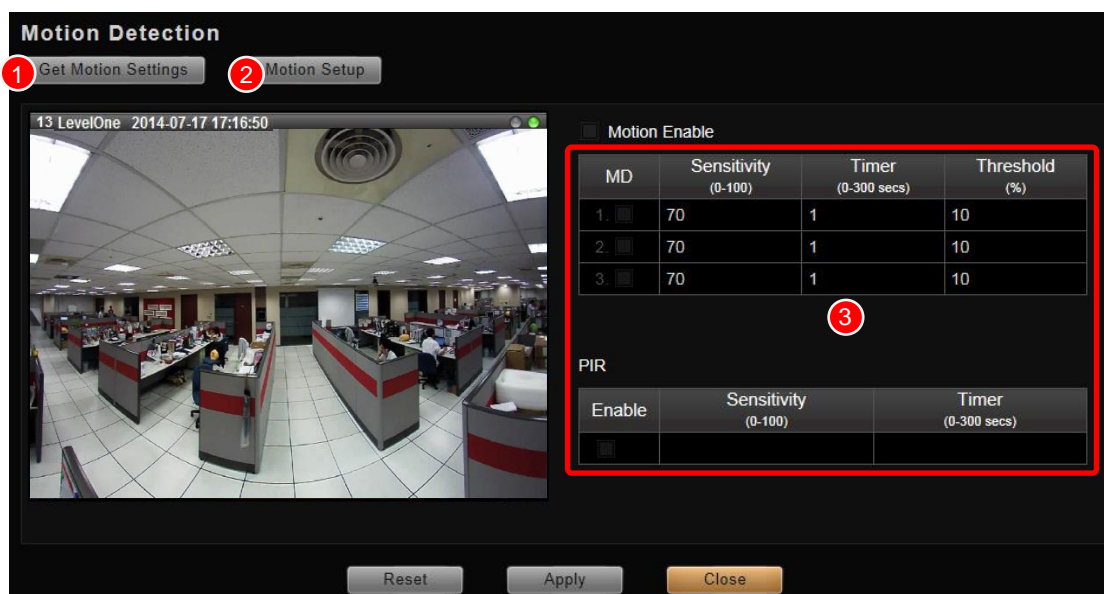 Motion Detection
1 Get Motion Settings 2 Motion Setup
13 LevelOne 2014-07-17 17:16:50
Motion Enable
MD Sensitivity (0-100) Timer (0-300 secs) Threshold (%)
1. 70 1 10
2. 70 1 10
3. 70 1 10
3
PIR
Enable Sensitivity (0-100) Timer (0-300 secs)
Reset Apply Close